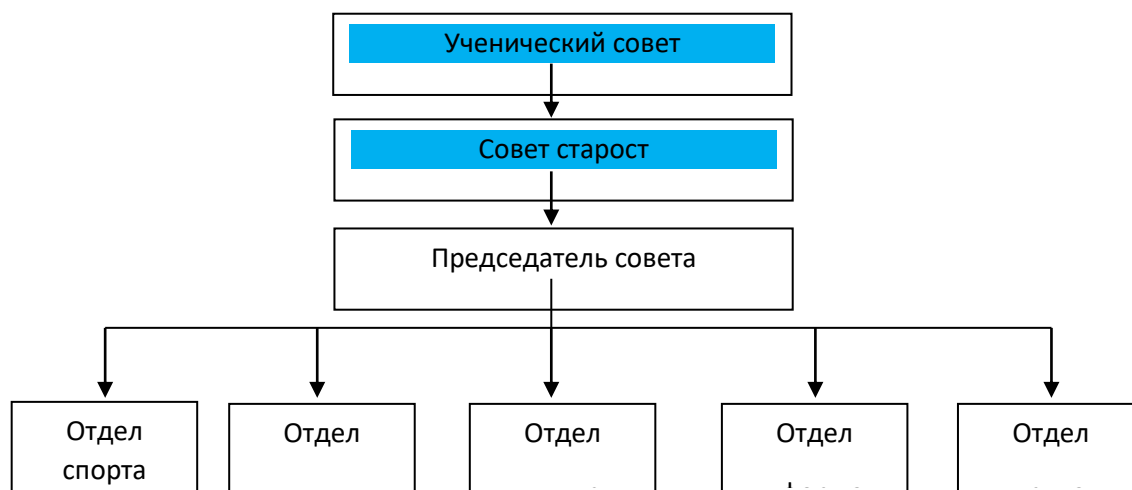 Ученический совет
Совет старост
Председатель совета
Отдел
спорта
Отдел
Отдел
Отдел
Отдел